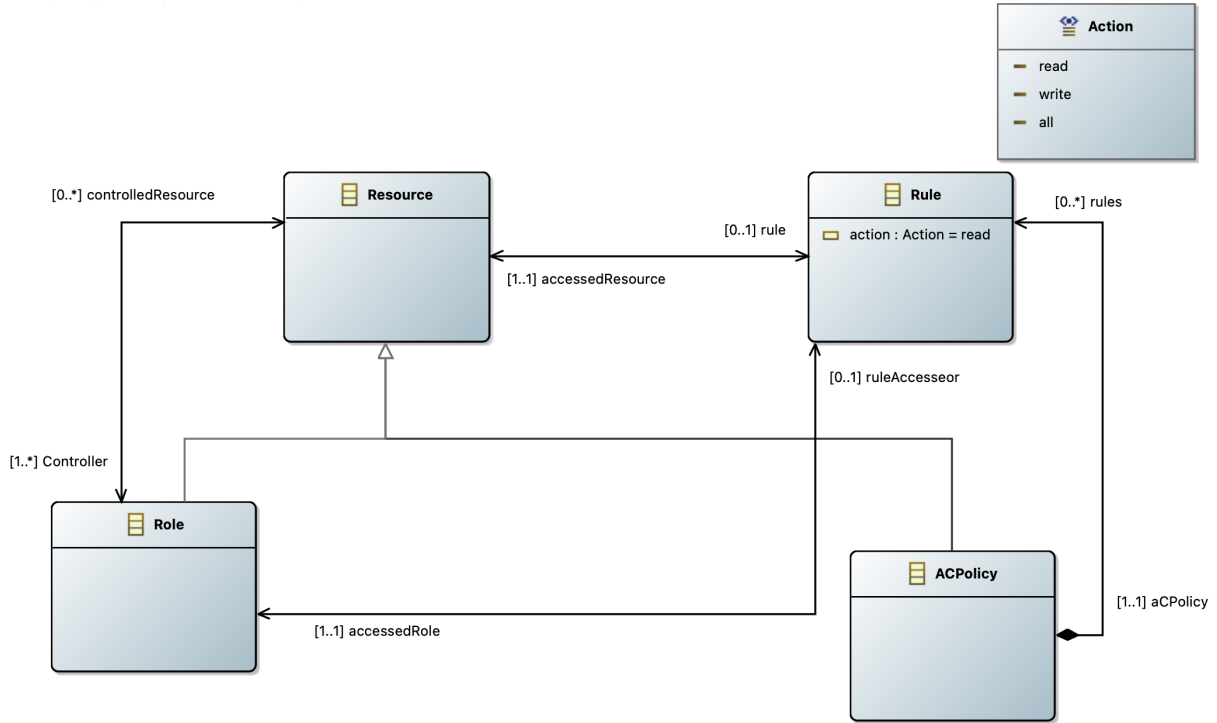 Action
read
write
all
[0..*] controlledResource
Resource
Rule
[0..*] rules
action : Action = read
[0..1] rule
[1..1] accessedResource
[0..1] ruleAccesseor
[1..*] Controller
Role
ACPolicy
[1..1] aCPolicy
[1..1] accessedRole